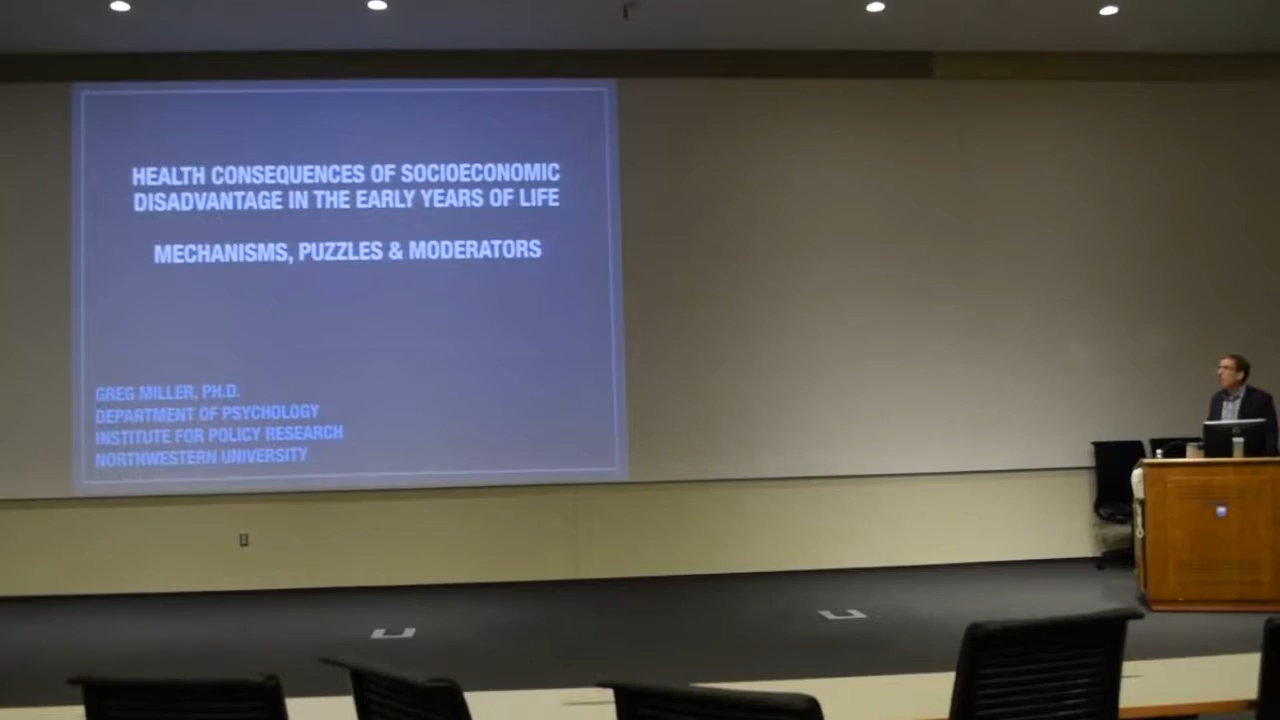 HEALTH CONSEQUENCES OF SOCIOECONOMIC
DISADVANTAGE IN THE EARLY YEARS OF LIFE
MECHANISMS, PUZZLES & MODERATORS
GREG MILLER, PH.D.
DEPARTMENT OF PSYCHOLOGY
INSTITUTE FOR POLICY RESEARCH
NORTHWESTERN UNIVERSITY